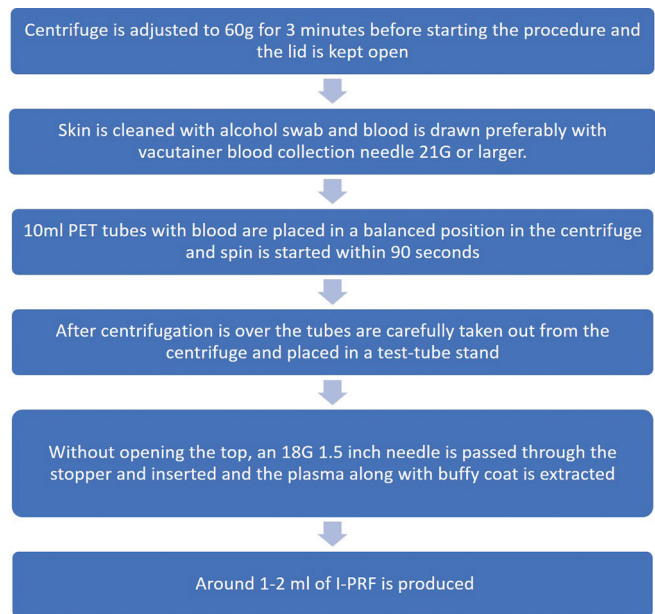 Centrifuge is adjusted to 60g for 3 minutes before starting the procedure and
the lid is kept open
Skin is cleaned with alcohol swab and blood is drawn preferably with
vacutainer blood collection needle 21G or larger.
10ml PET tubes with blood are placed in a balanced position in the centrifuge
and spin is started within 90 seconds
After centrifugation is over the tubes are carefully taken out from the
centrifuge and placed in a test-tube stand
Without opening the top, an 18G 1.5 inch needle is passed through the
stopper and inserted and the plasma along with buffy coat is extracted
Around 1-2 ml of I-PRF is produced